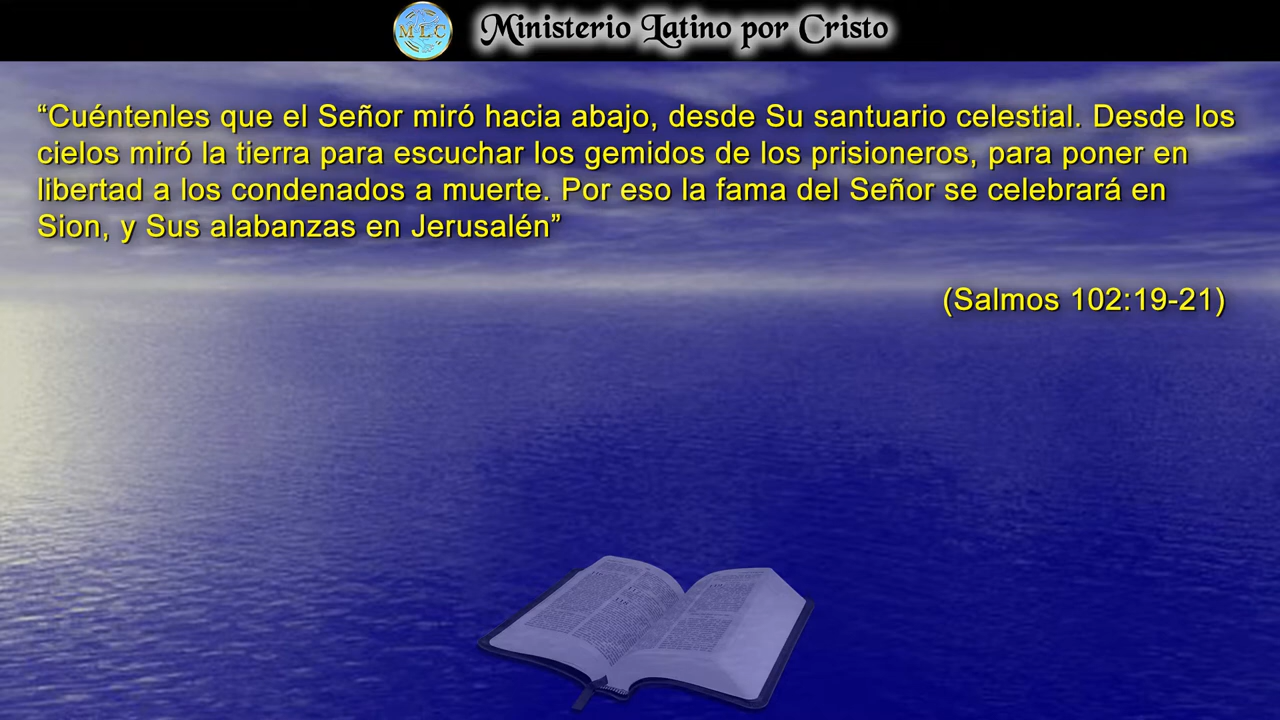 MLC
Ministerio Latino por Cristo
“Cuéntenles que el Señor miró hacia abajo, desde Su santuario celestial. Desde los
cielos miró la tierra para escuchar los gemidos de los prisioneros, para poner en
libertad a los condenados a muerte. Por eso la fama del Señor se celebrará en
Sion, y Sus alabanzas en Jerusalén”
(Salmos 102:19-21)